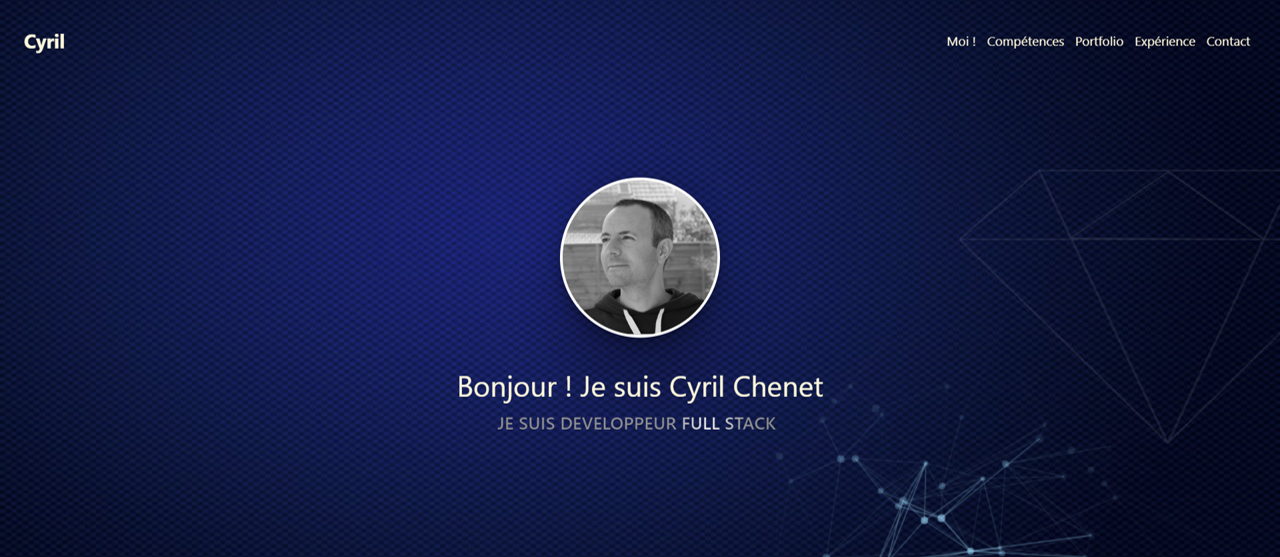 Cyril
Moi ! Compétences Portfolio Expérience Contact
Bonjour ! Je suis Cyril Chenet
JE SUIS DEVELOPPEUR FULL STACK